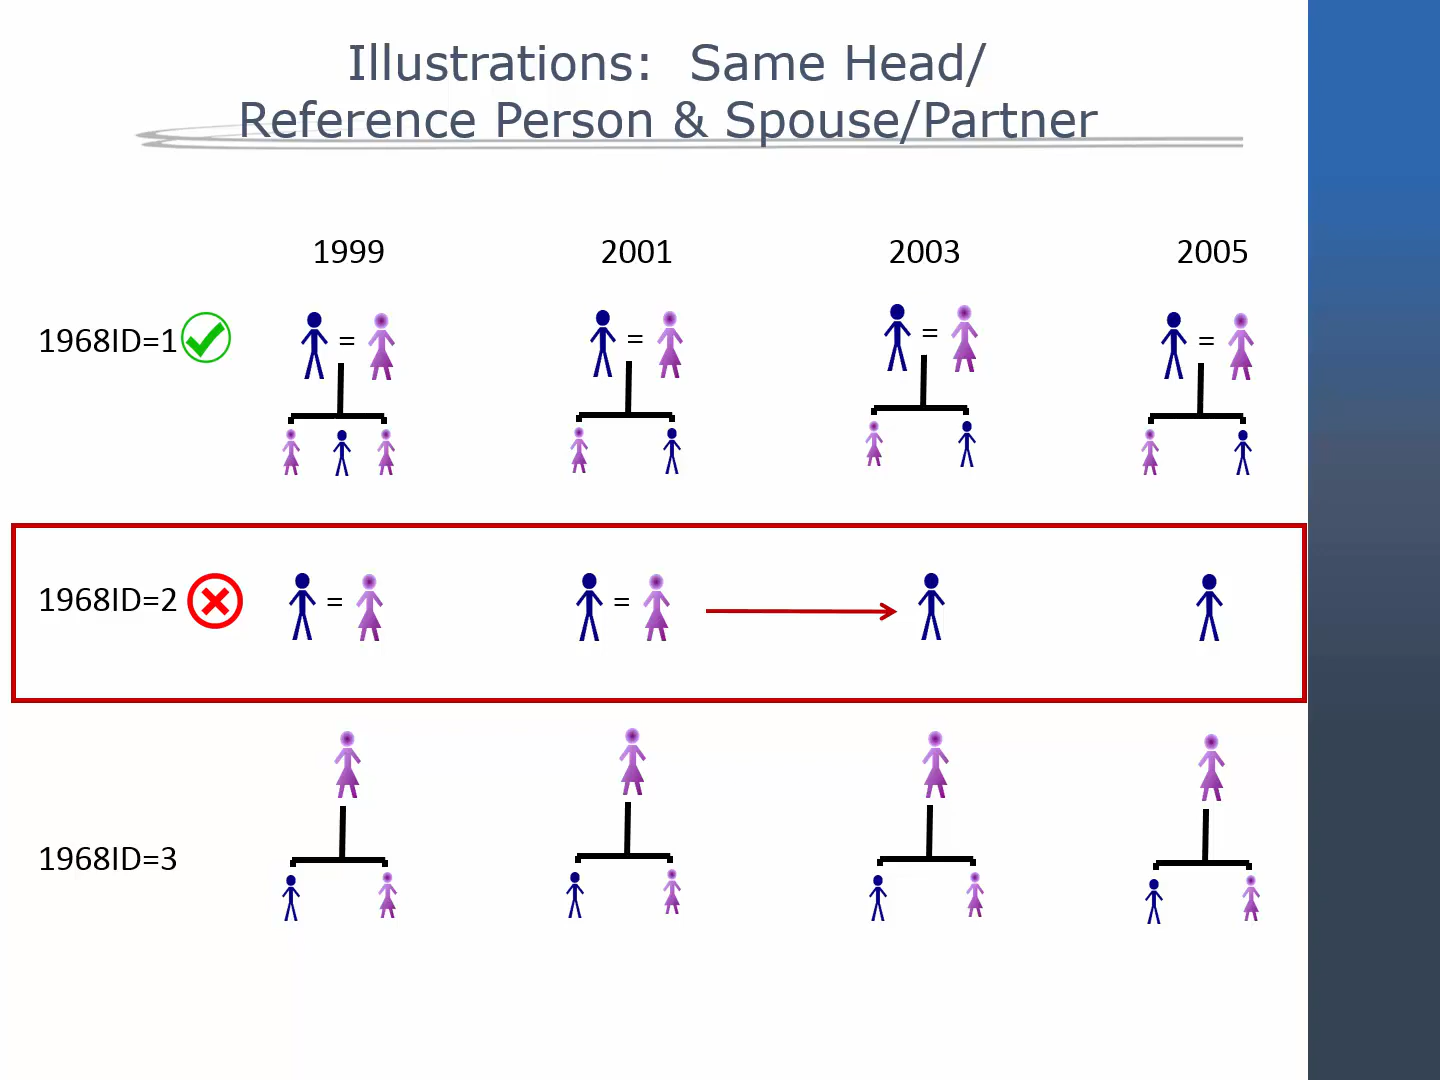 Illustrations:  Same Head/
Reference Person & Spouse/Partner
1999 2001 2003 2005
1968ID=1 = = = =
1968ID=2 = =
1968ID=3